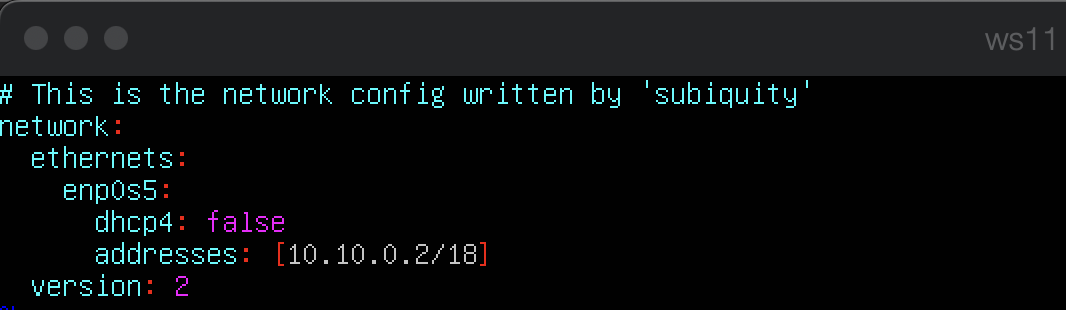 ws11
# This is the network config written by 'subiquity'
network:
  ethernets:
    enp0s5:
      dhcp4: false
      addresses: [10.10.0.2/18]
  version: 2